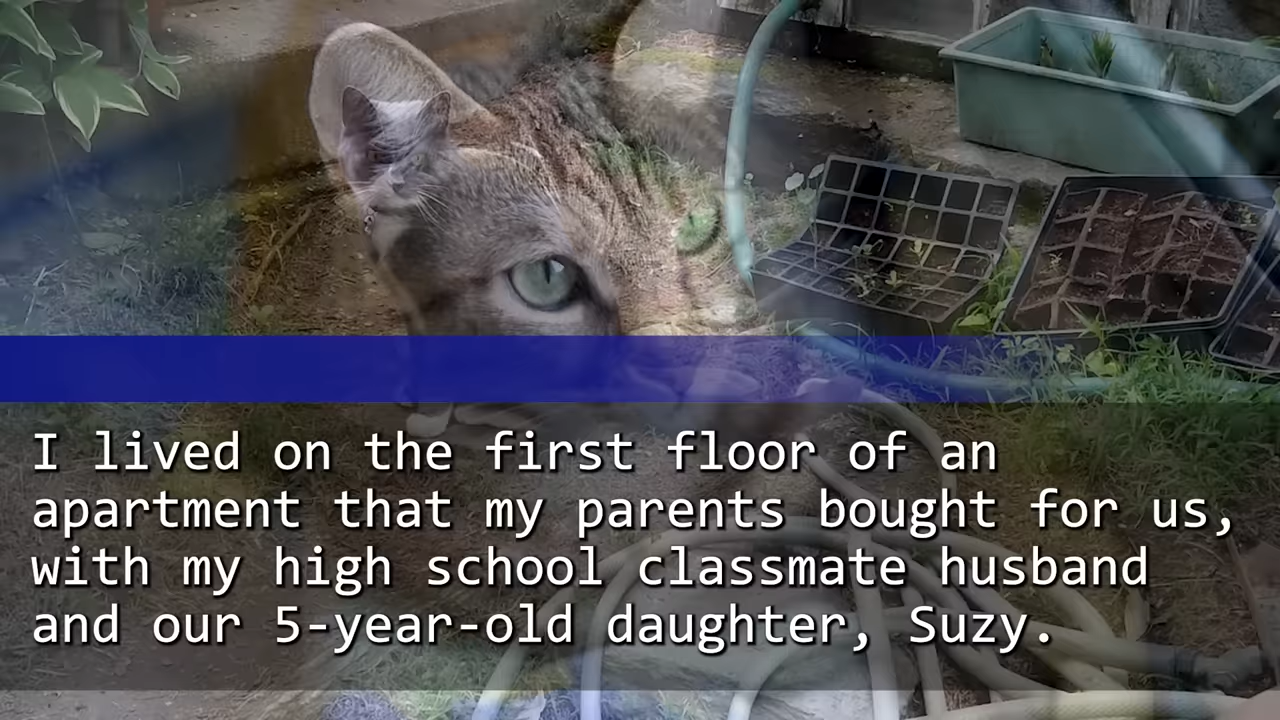 I lived on the first floor of an
apartment that my parents bought for us,
with my high school classmate husband
and our 5-year-old daughter, Suzy.